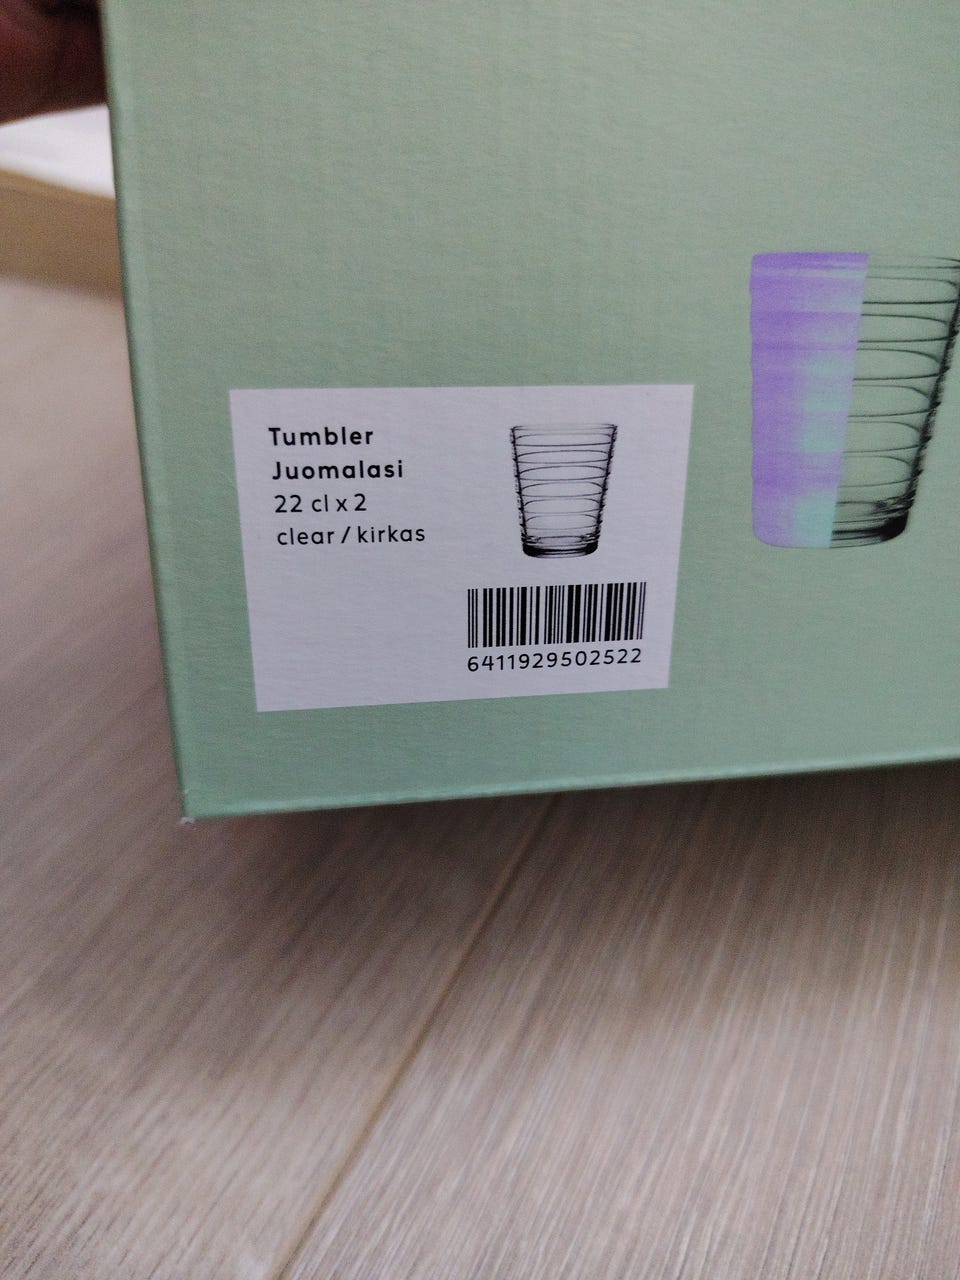 Tumbler
Juomalasi
22 cl x 2
clear / kirkas
6411929502522